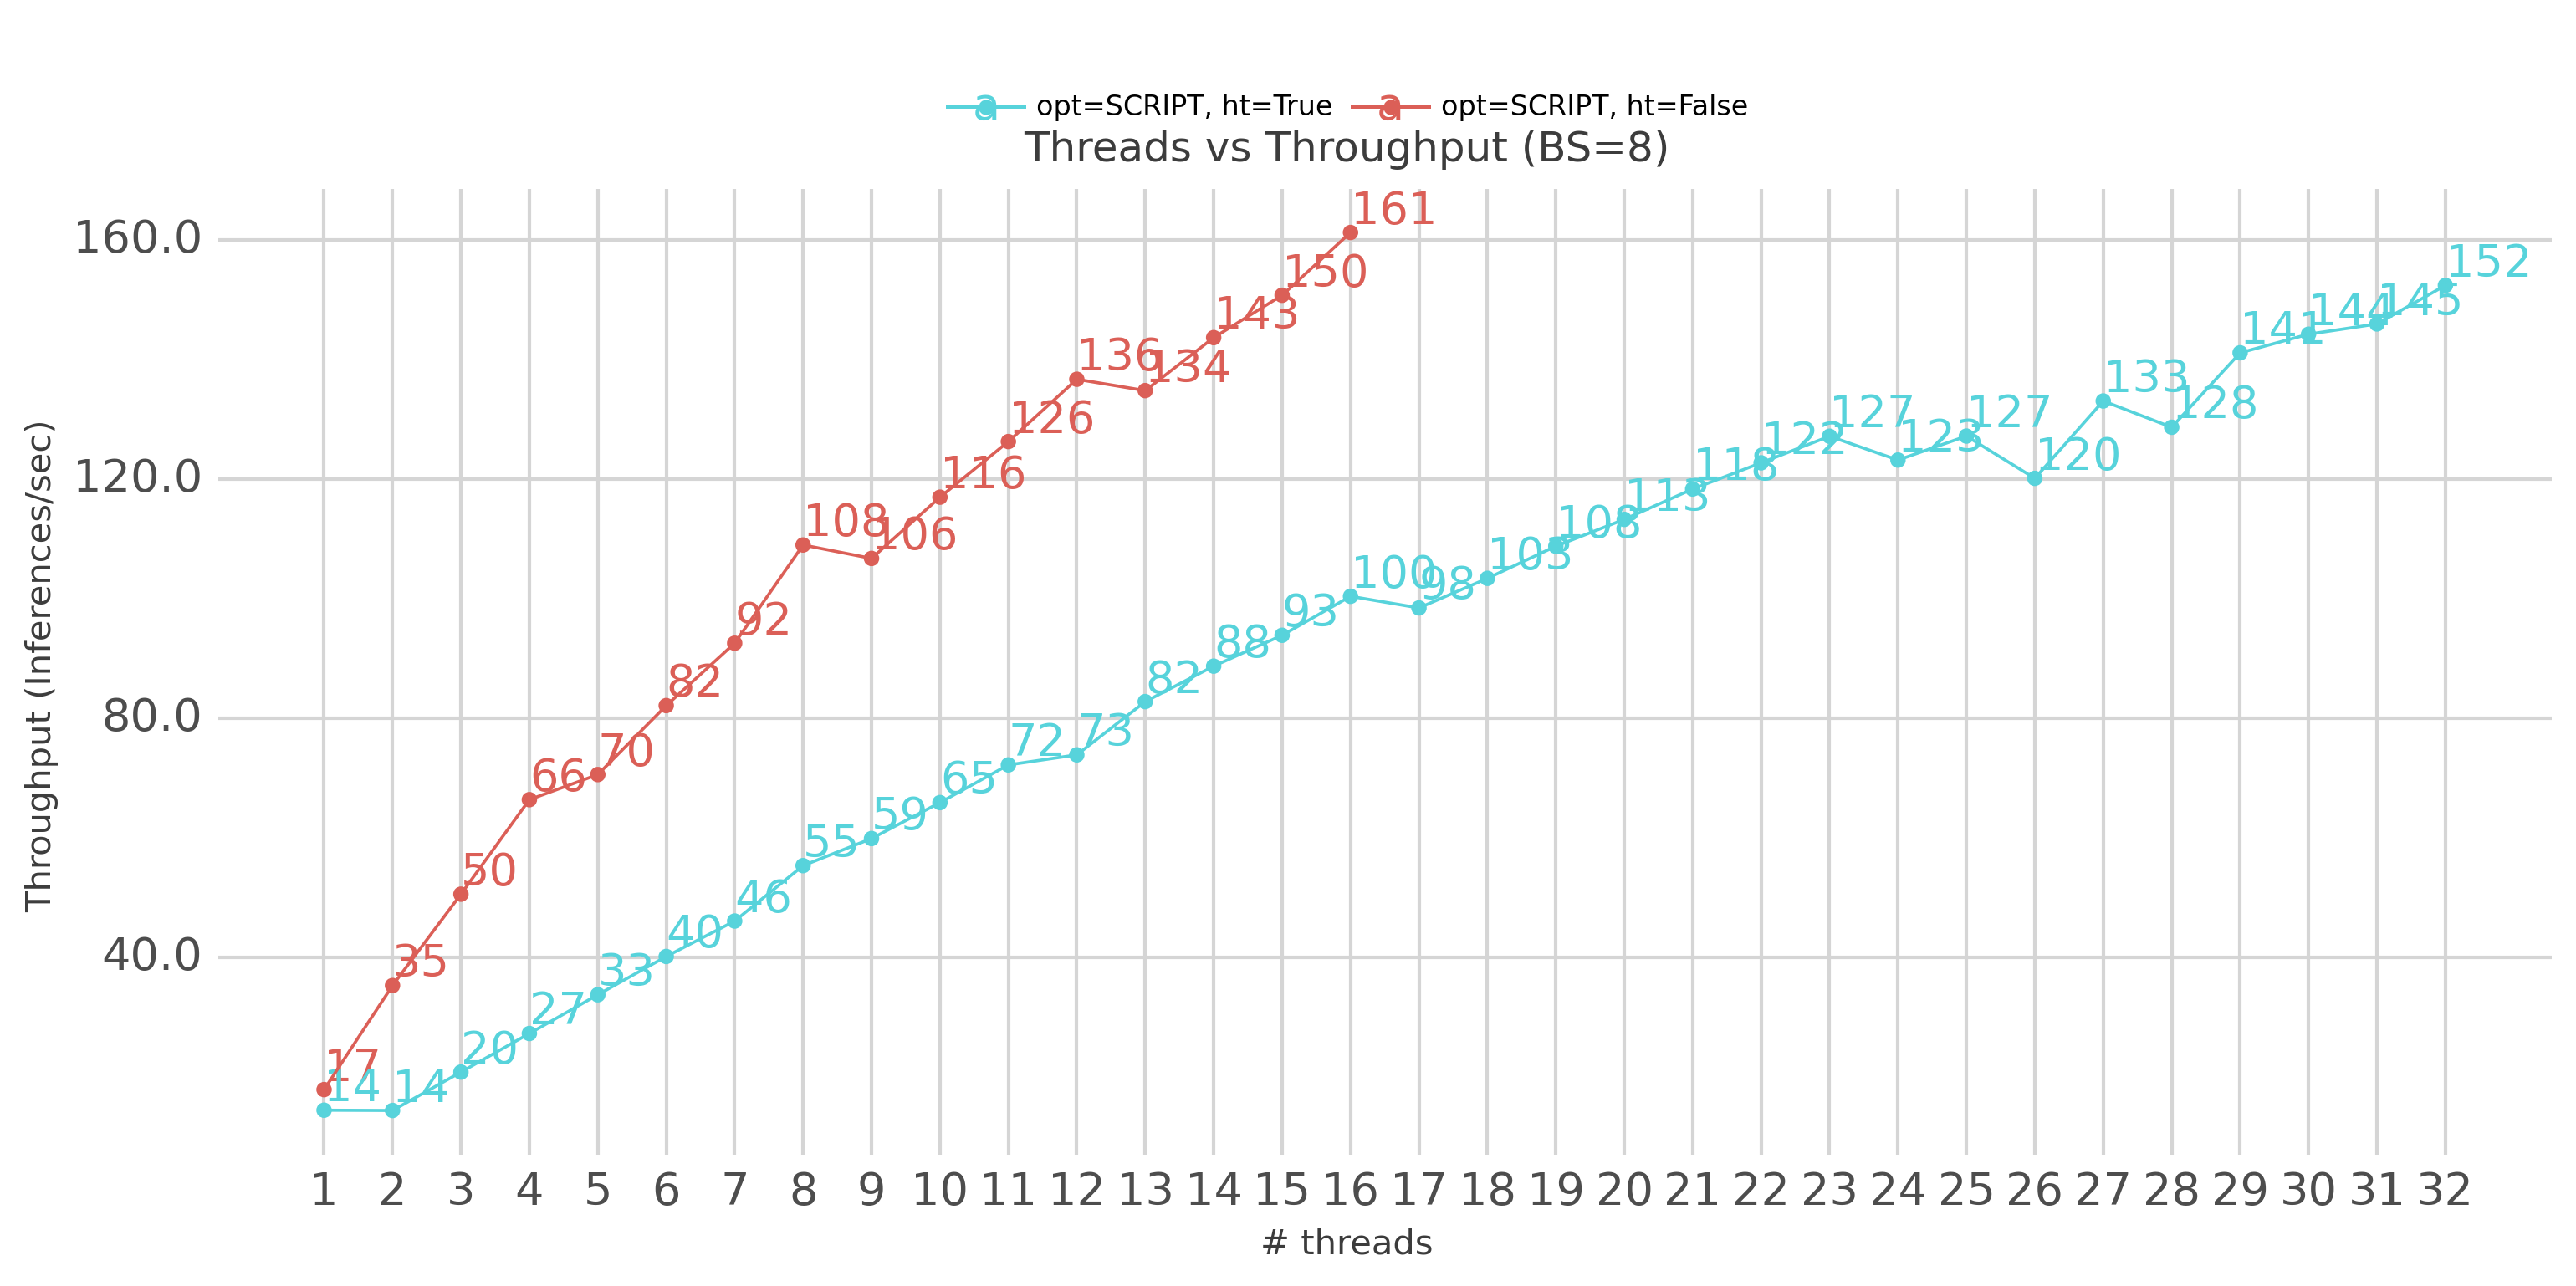 a opt=SCRIPT, ht=True a opt=SCRIPT, ht=False
Threads vs Throughput (BS=8)
Throughput (Inferences/sec)
160.0
120.0
80.0
40.0
17 35 50 66 70 82 92 108 106 116 126 136 134 143 150 161
14 14 20 27 33 40 46 55 59 65 72 73 82 88 93 100 98 103 108 113 118 122 127 123 127 120 133 128 141 144 145 152
1 2 3 4 5 6 7 8 9 10 11 12 13 14 15 16 17 18 19 20 21 22 23 24 25 26 27 28 29 30 31 32
# threads